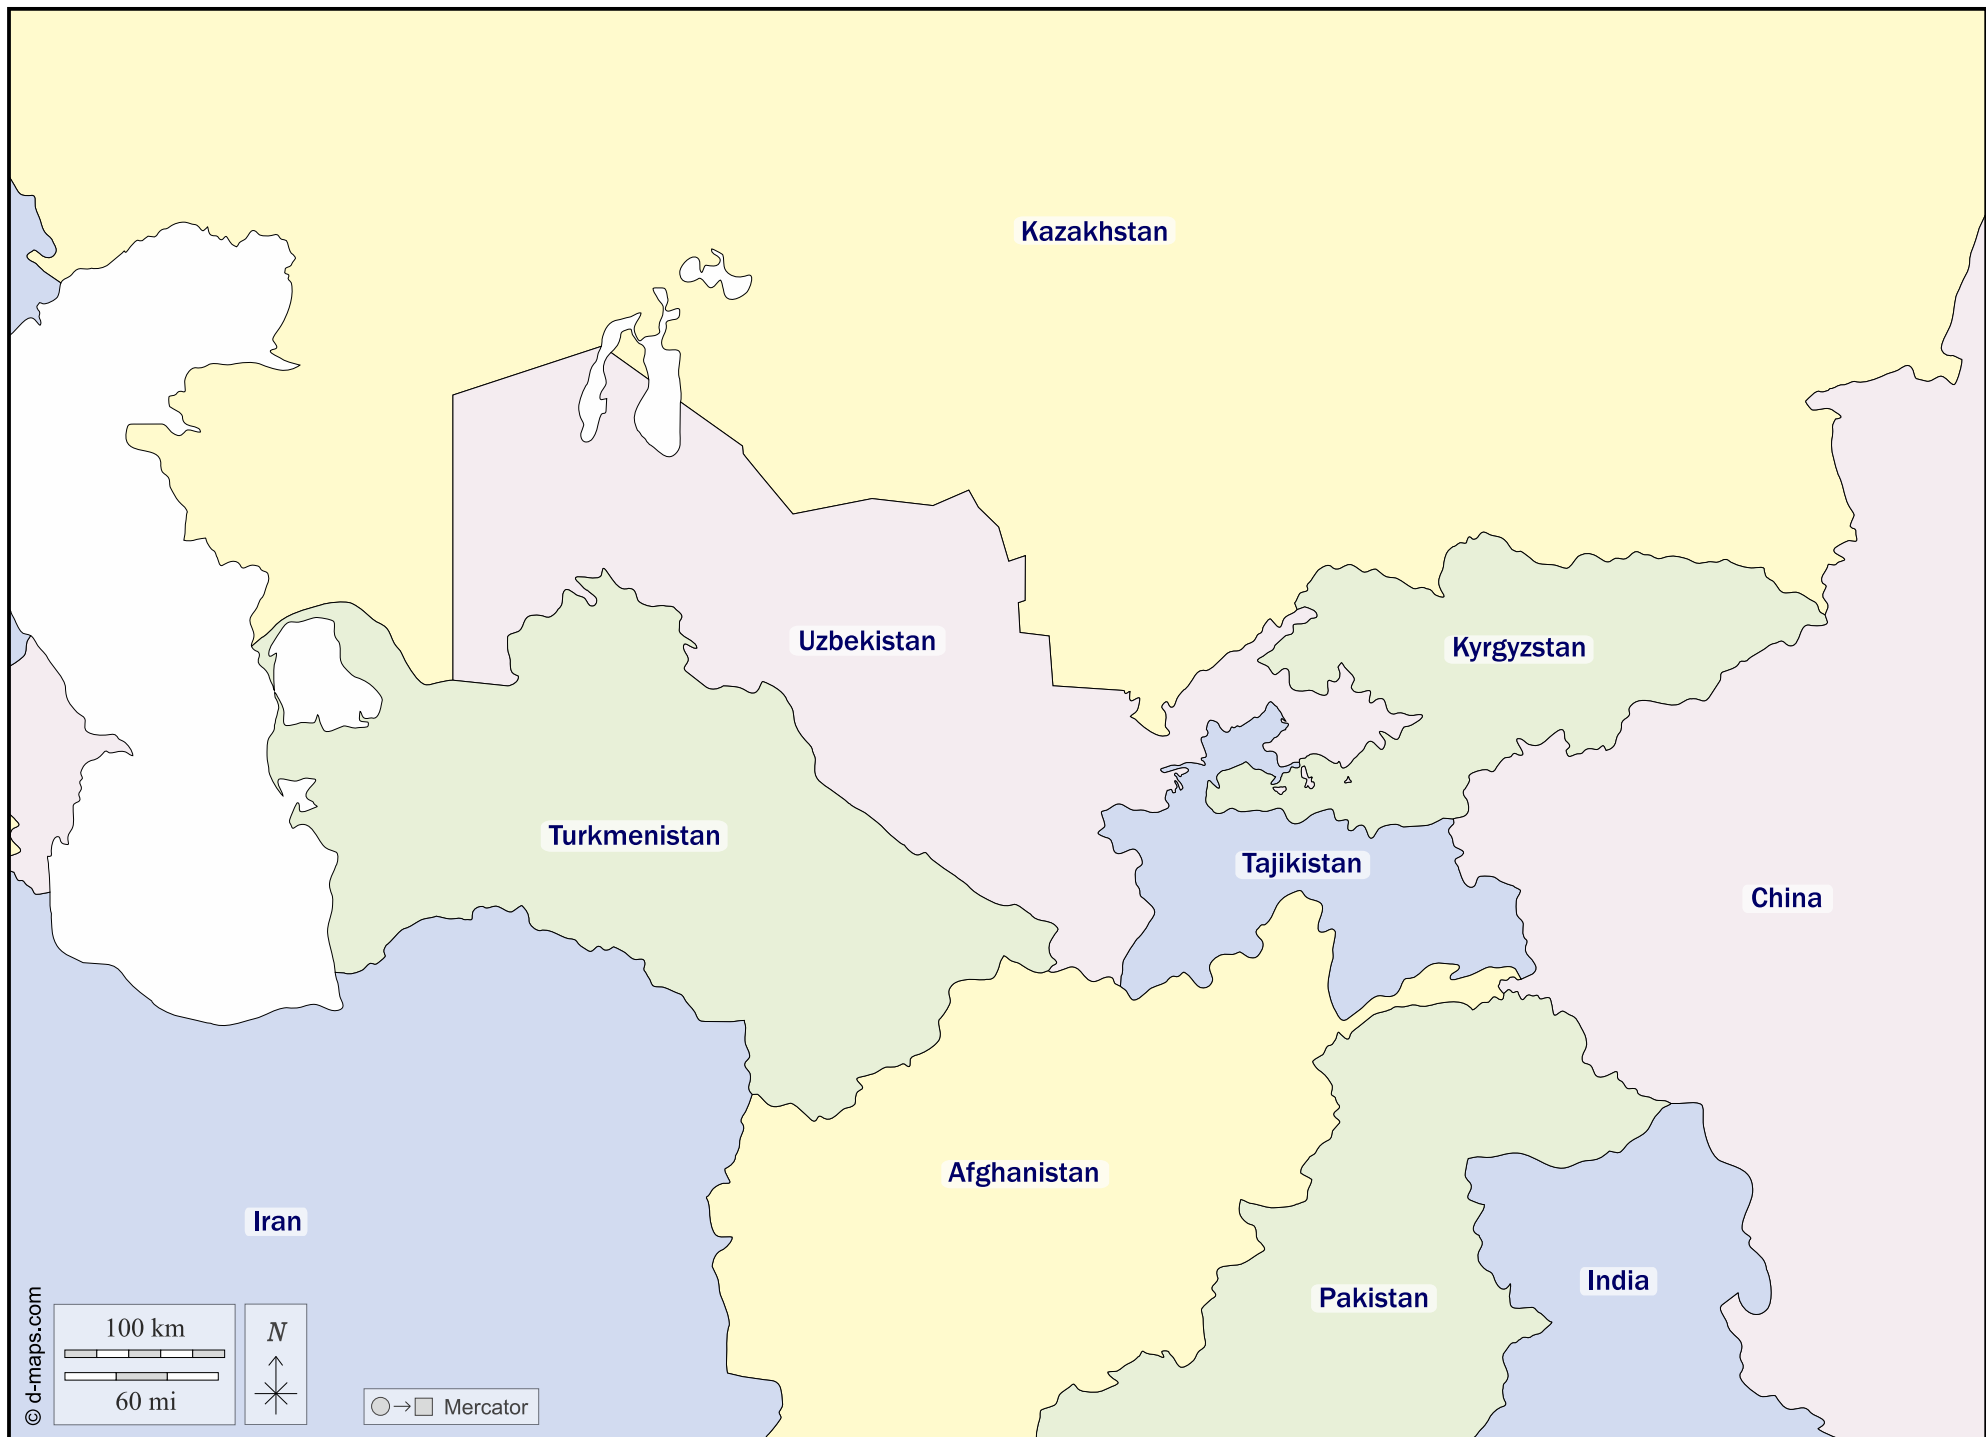 Kazakhstan
Uzbekistan
Kyrgyzstan
Turkmenistan
Tajikistan
China
Afghanistan
Iran
India
Pakistan
© d-maps.com
100 km
60 mi
N
Mercator